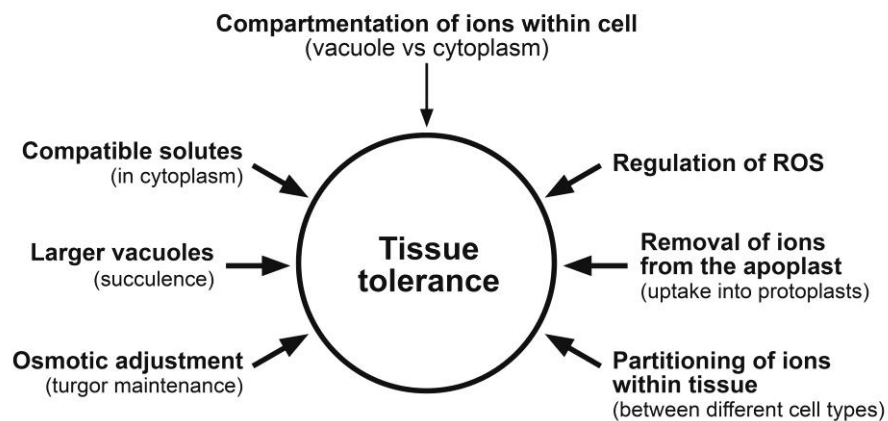 Compartmentation of ions within cell
(vacuole vs cytoplasm)
Compatible solutes
(in cytoplasm)
Larger vacuoles
(succulence)
Osmotic adjustment
(turgor maintenance)
Tissue
tolerance
Regulation of ROS
Removal of ions
from the apoplast
(uptake into protoplasts)
Partitioning of ions
within tissue
(between different cell types)